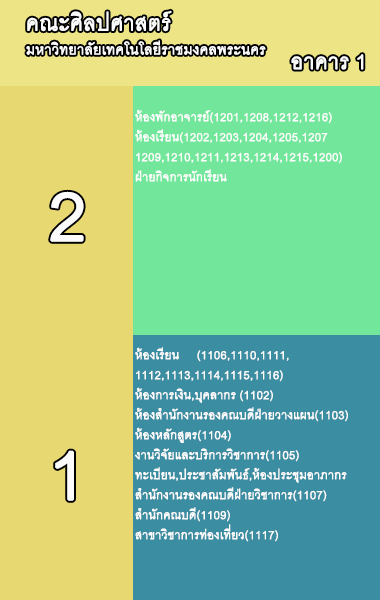 คณะศิลปศาสตร์
มหาวิทยาลัยเทคโนโลยีราชมงคลพระนคร
อาคาร 1
2
ห้องพักอาจารย์(1201,1208,1212,1216)
ห้องเรียน(1202,1203,1204,1205,1207
1209,1210,1211,1213,1214,1215,1200)
ฝ่ายกิจการนักเรียน
1
ห้องเรียน (1106,1110,1111,
1112,1113,1114,1115,1116)
ห้องการเงิน,บุคลากร (1102)
ห้องสำนักงานรองคณบดีฝ่ายวางแผน(1103)
ห้องหลักสูตร(1104)
งานวิจัยและบริการวิชาการ(1105)
ทะเบียน,ประชาสัมพันธ์,ห้องประชุมอาภากร
สำนักงานรองคณบดีฝ่ายวิชาการ(1107)
สำนักคณบดี(1109)
สาขาวิชาการท่องเที่ยว(1117)